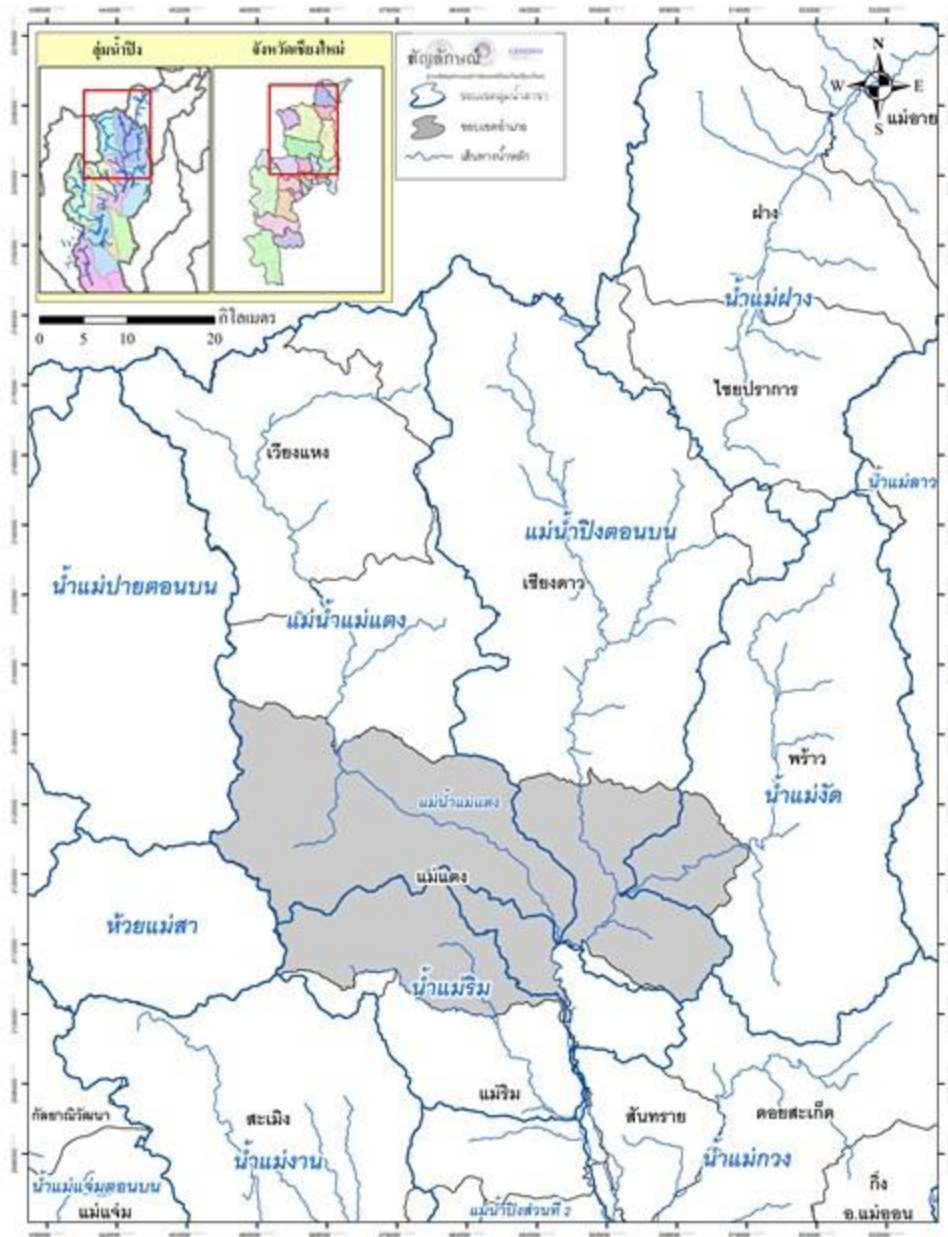 ลุ่มน้ำปิง
จังหวัดเชียงใหม่
สัญลักษณ์
ขอบเขตลุ่มน้ำสาขา
ขอบเขตอำเภอ
เส้นทางน้ำหลัก
N
W
E
S
แม่อาย
ฝาง
น้ำแม่ฝาง
กิโลเมตร
0 5 10 20
ไชยปราการ
เวียงแหง
น้ำแม่ลาว
แม่น้ำปิงตอนบน
น้ำแม่ปายตอนบน
เชียงดาว
แม่น้ำแม่แตง
พร้าว
น้ำแม่งัด
แม่น้ำแม่แตง
แม่แตง
ห้วยแม่สา
น้ำแม่ริม
แม่ริม
กัลยาณิวัฒนา
สะเมิง
สันทราย
ดอยสะเก็ด
น้ำแม่งาน
น้ำแม่กวง
น้ำแม่แจ่มตอนบน
แม่แจ่ม
แม่น้ำปิงส่วนที่ 2
กิ่ง
อ.แม่ออน